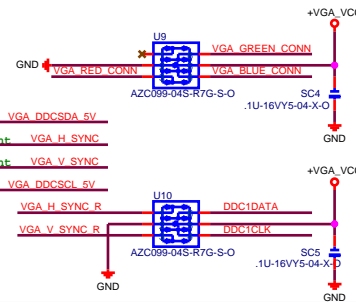 +VGA_VCC
U9
VGA_GREEN_CONN
GND
VGA_RED_CONN
VGA_BLUE_CONN
AZC099-04S-R7G-S-O
SC4
.1U-16VY5-04-X-O
GND
VGA_DDCSDA_5V
VGA_H_SYNC
VGA_V_SYNC
VGA_DDCSCL_5V
+VGA_VCC
U10
VGA_H_SYNC_R
DDC1DATA
VGA_V_SYNC_R
DDC1CLK
AZC099-04S-R7G-S-O
SC5
.1U-16VY5-04-X-O
GND
GND